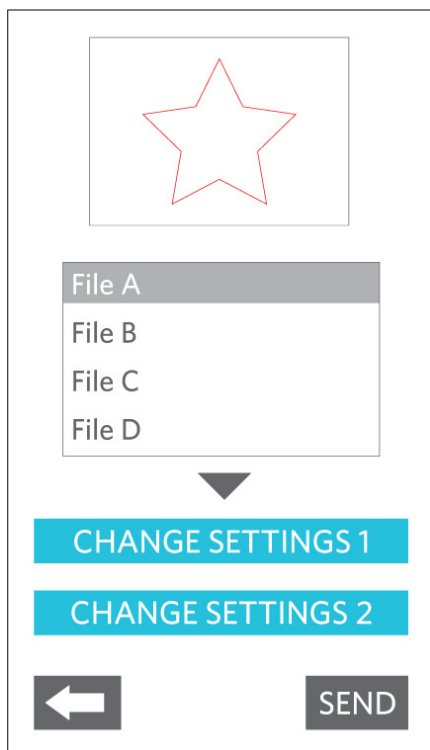 File A
File B
File C
File D
CHANGE SETTINGS 1
CHANGE SETTINGS 2
SEND